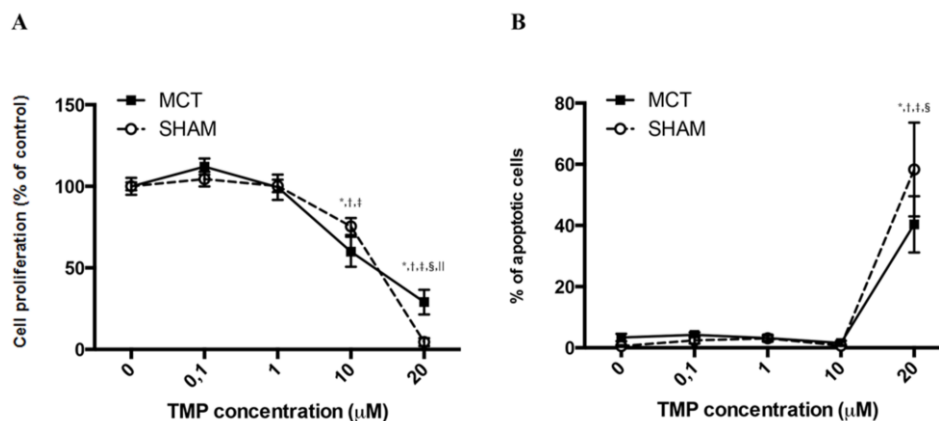 A
Cell proliferation (% of control)
MCT
SHAM
150
100
50
0
*,†,‡
*,†,‡,§,||
0
0,1
1
10
20
TMP concentration (μM)
B
% of apoptotic cells
MCT
SHAM
80
60
40
20
0
*,†,‡,§
0
0,1
1
10
20
TMP concentration (μM)